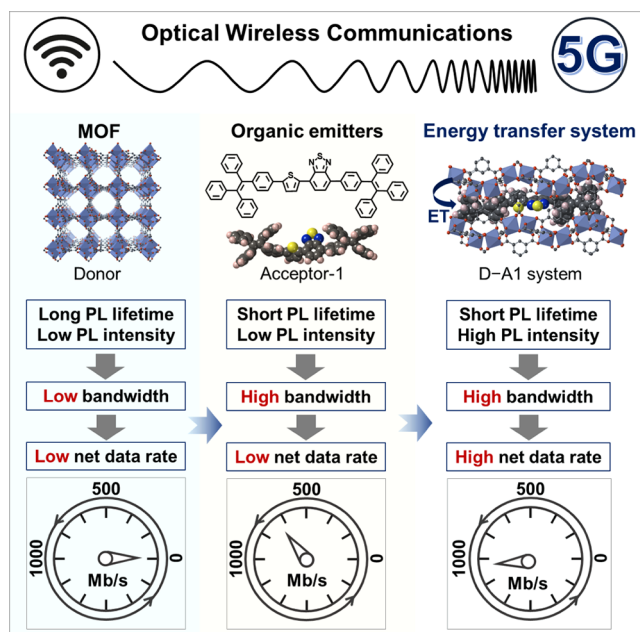 Optical Wireless Communications
5G
MOF
Organic emitters
Energy transfer system
S
N
N
S
ET
Donor
Acceptor-1
D−A1 system
Long PL lifetime
Low PL intensity
Short PL lifetime
Low PL intensity
Short PL lifetime
High PL intensity
Low bandwidth
High bandwidth
High bandwidth
Low net data rate
Low net data rate
High net data rate
500
1000
0
Mb/s
500
1000
0
Mb/s
500
1000
0
Mb/s